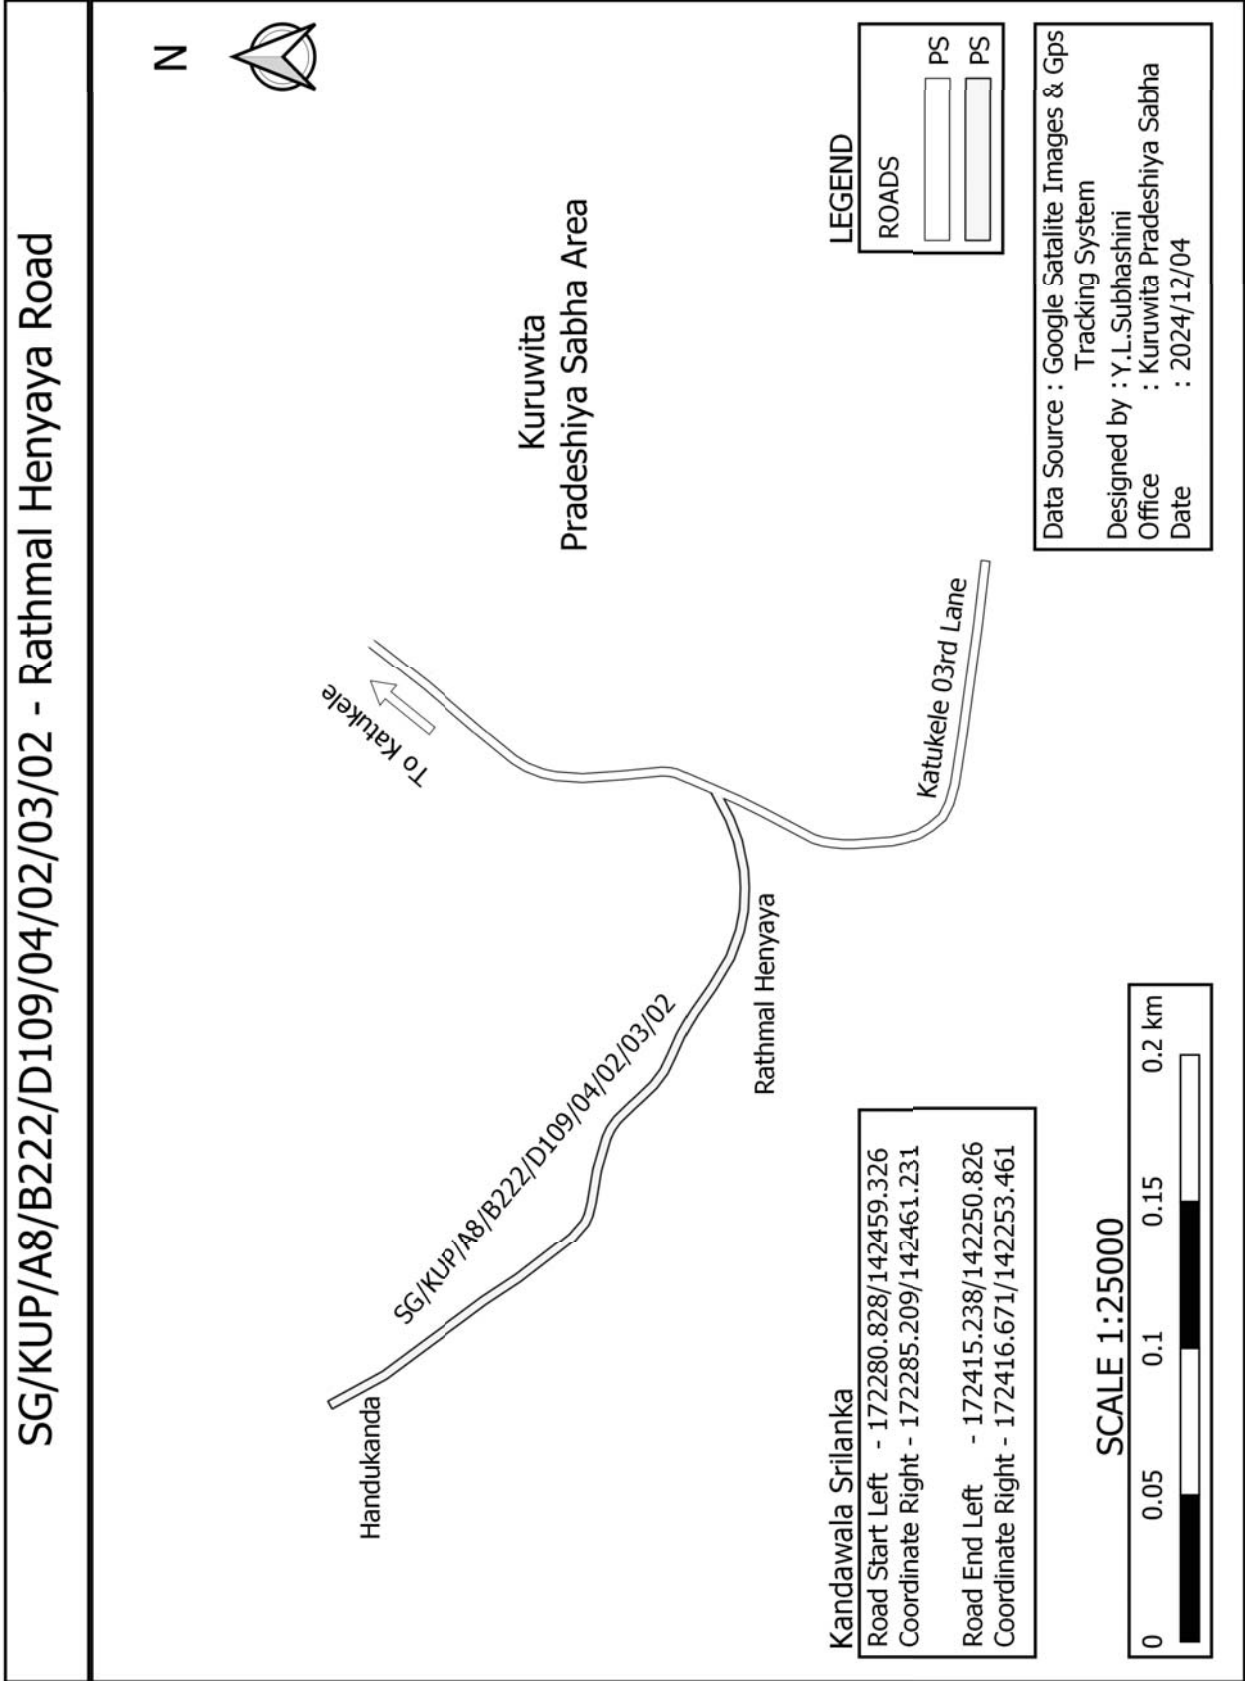 SG/KUP/A8/B222/D109/04/02/03/02 - Rathmal Henyaya Road
N
To Katukele
Handukanda
SG/KUP/A8/B222/D109/04/02/03/02
Kuruwita
Pradeshiya Sabha Area
Rathmal Henyaya
Katukele 03rd Lane
Kandawala Srilanka
Road Start Left - 172280.828/142459.326
Coordinate Right - 172285.209/142461.231
Road End Left - 172415.238/142250.826
Coordinate Right - 172416.671/142253.461
SCALE 1:25000
0 0.05 0.1 0.15 0.2 km
LEGEND
ROADS
PS
PS
Data Source : Google Satalite Images & Gps
Tracking System
Designed by : Y.L.Subhashini
Office : Kuruwita Pradeshiya Sabha
Date : 2024/12/04